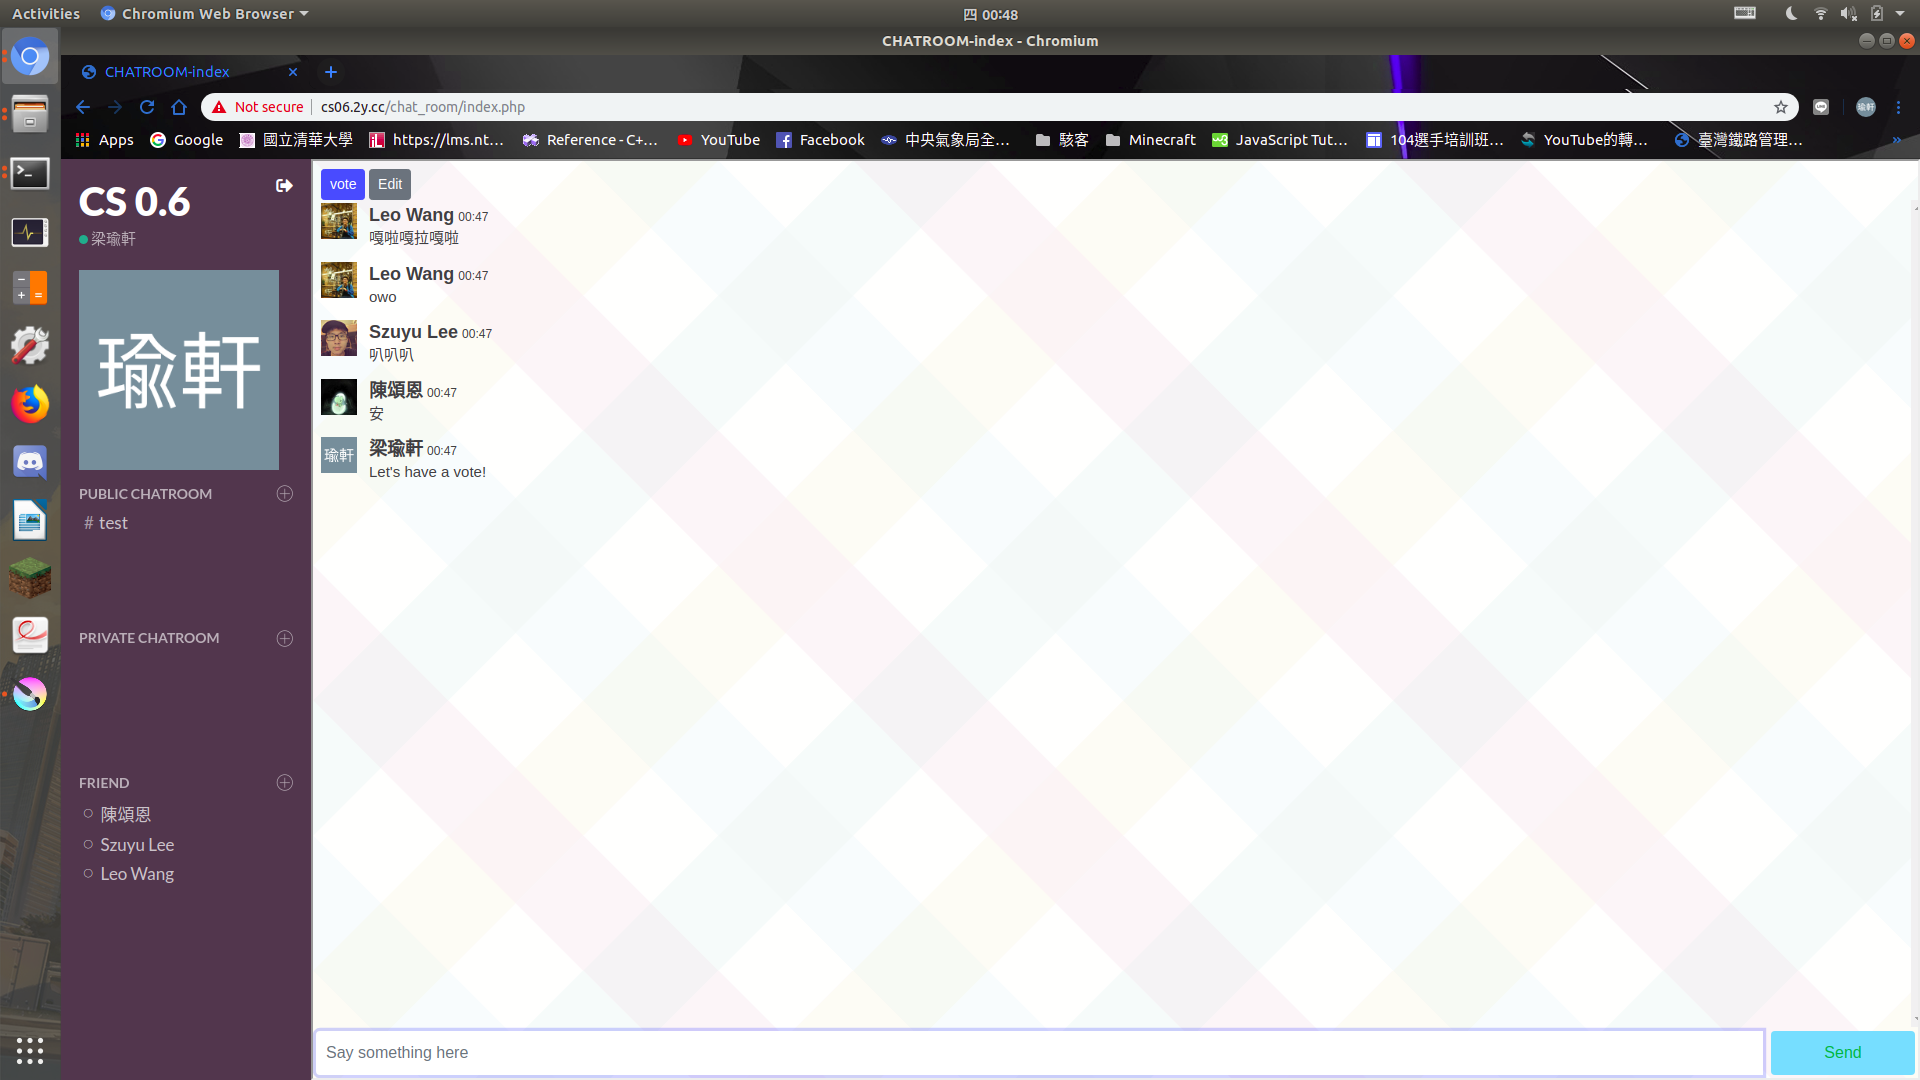 Activities Chromium Web Browser 四 00:48
CHATROOM-index - Chromium
CHATROOM-index
Not secure cs06.2y.cc/chat_room/index.php 瑜軒
Apps Google 國立清華大學 https://lms.nt... Reference - C+... YouTube Facebook 中央氣象局全... 駭客 Minecraft JavaScript Tut... 104選手培訓班... YouTube的轉... 臺灣鐵路管理... »
CS 0.6
梁瑜軒
瑜軒
PUBLIC CHATROOM
# test
PRIVATE CHATROOM
FRIEND
陳頌恩
Szuyu Lee
Leo Wang
vote Edit
Leo Wang 00:47
嘎啦嘎拉嘎啦
Leo Wang 00:47
owo
Szuyu Lee 00:47
叭叭叭
陳頌恩 00:47
安
瑜軒 梁瑜軒 00:47
Let's have a vote!
Say something here Send